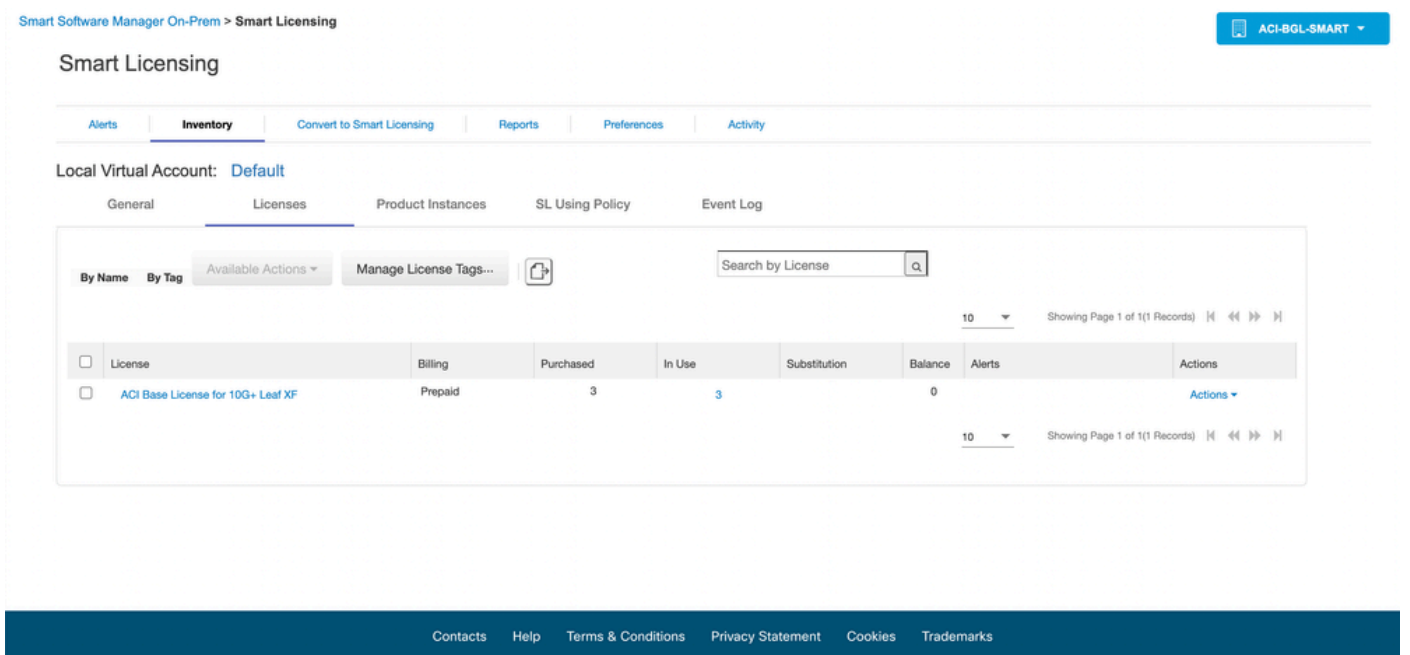 Smart Software Manager On-Prem > Smart Licensing
ACI-BGL-SMART
Smart Licensing
Alerts Inventory Convert to Smart Licensing Reports Preferences Activity
Local Virtual Account: Default
General Licenses Product Instances SL Using Policy Event Log
By Name By Tag Available Actions Manage License Tags... Search by License
10 Showing Page 1 of 1(1 Records)
License Billing Purchased In Use Substitution Balance Alerts Actions
ACI Base License for 10G+ Leaf XF Prepaid 3 3 0 Actions
10 Showing Page 1 of 1(1 Records)
Contacts Help Terms & Conditions Privacy Statement Cookies Trademarks